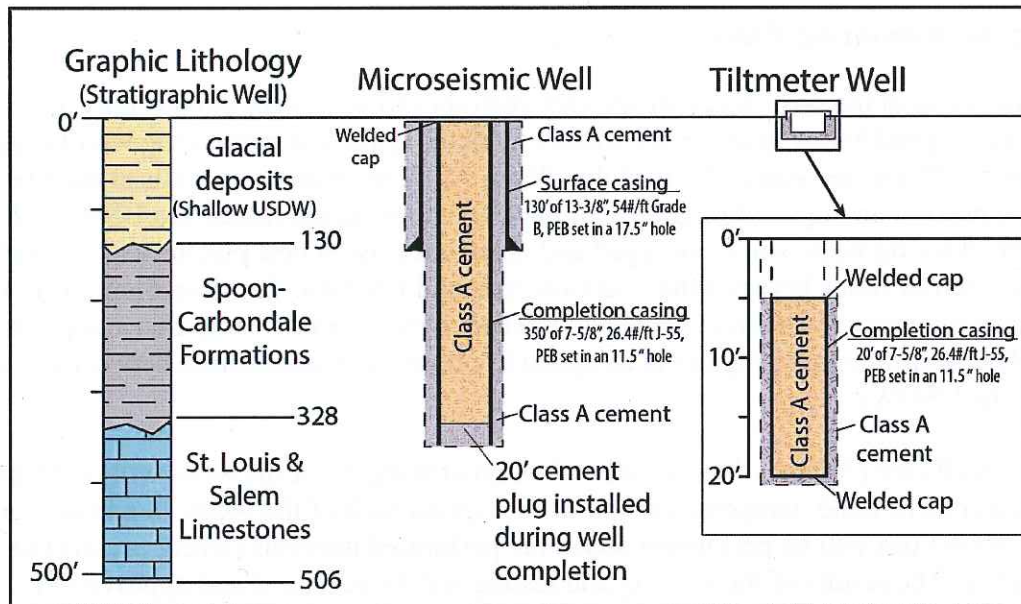 Graphic Lithology
(Stratigraphic Well)
0'
Glacial
deposits
(Shallow USDW)
130
Spoon-
Carbondale
Formations
328
St. Louis &
Salem
Limestones
500'
506
Microseismic Well
Welded
cap
Class A cement
Surface casing
130' of 13-3/8", 54#/ft Grade
B, PEB set in a 17.5" hole
Class A cement
Completion casing
350' of 7-5/8", 26.4#/ft J-55,
PEB set in an 11.5" hole
Class A cement
20' cement
plug installed
during well
completion
Tiltmeter Well
0'
Welded cap
10'
Completion casing
20' of 7-5/8", 26.4#/ft J-55,
PEB set in an 11.5" hole
Class A cement
Class A
cement
20'
Welded cap